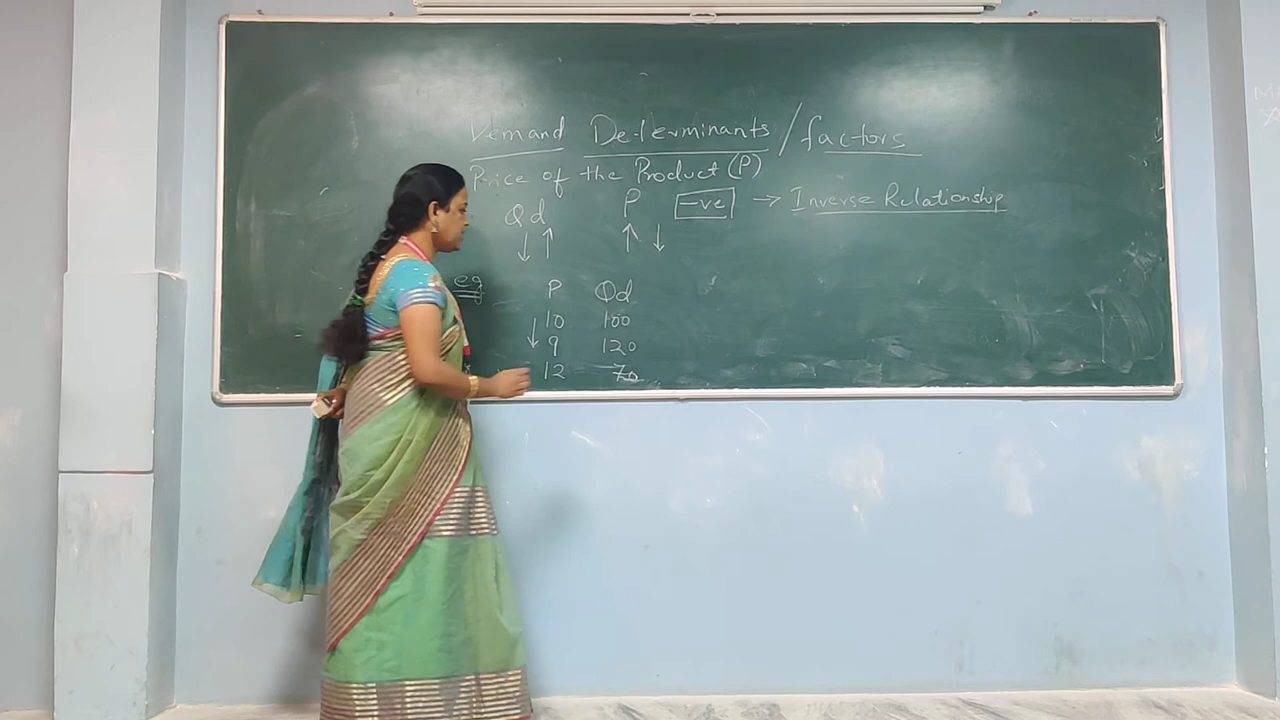 Demand Determinants / factors
Price of the Product (P)
Qd P -ve → Inverse Relationship
↓ ↑ ↑ ↓
eg P Qd
10 100
↓ 9 120
12 70